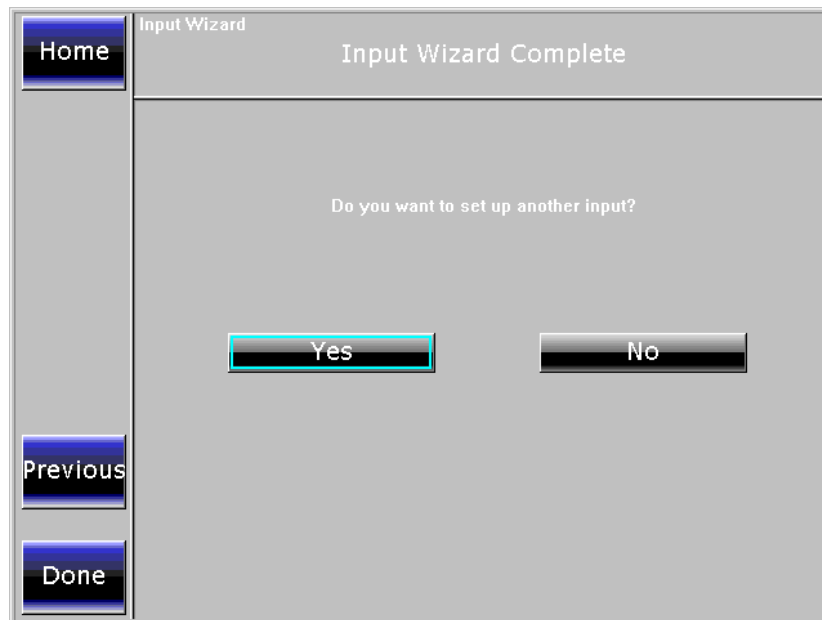 Home
Input Wizard
Input Wizard Complete
Do you want to set up another input?
Yes
No
Previous
Done